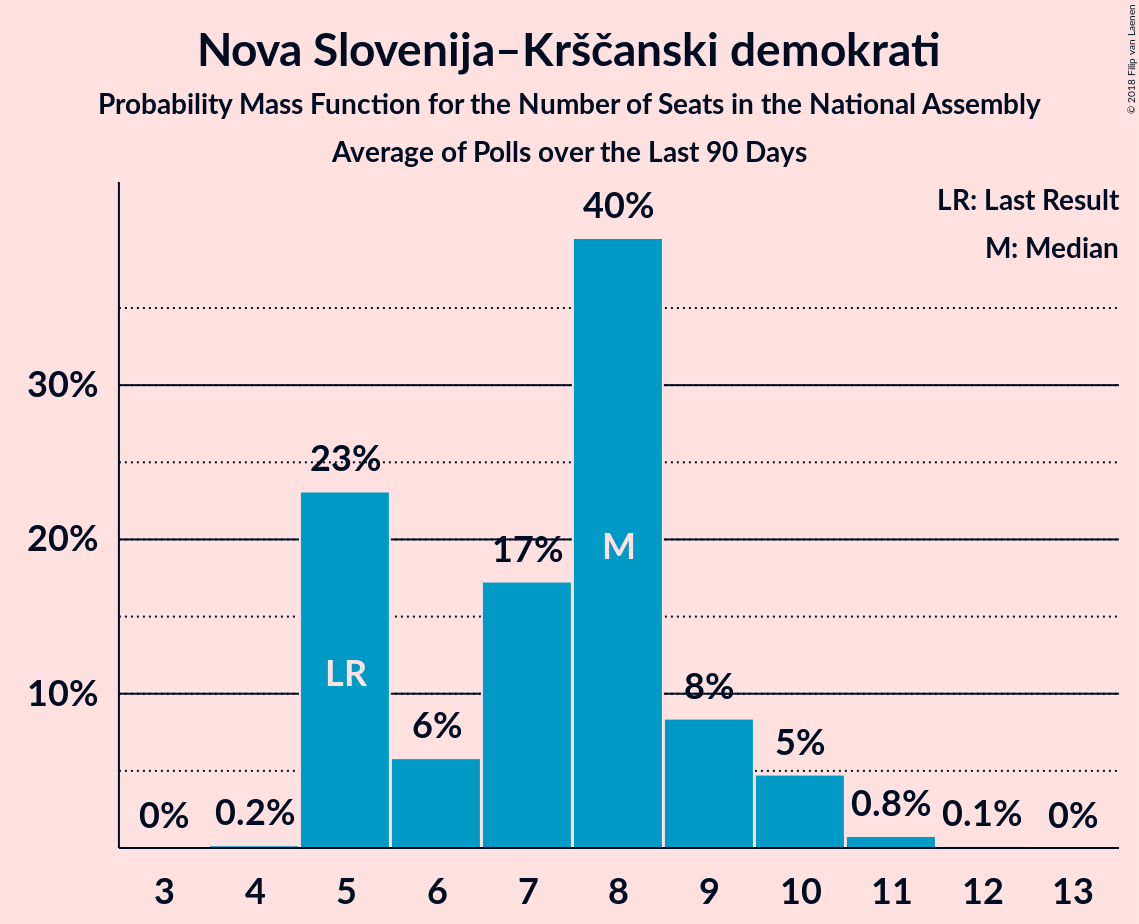 Nova Slovenija–Krščanski demokrati
Probability Mass Function for the Number of Seats in the National Assembly
Average of Polls over the Last 90 Days
© 2018 Filip van Laenen
LR: Last Result
M: Median
40%
30%
23%
20%
17%
M
LR
10%
8%
6%
5%
0%
0.2%
0.8%
0.1%
0%
3 4 5 6 7 8 9 10 11 12 13